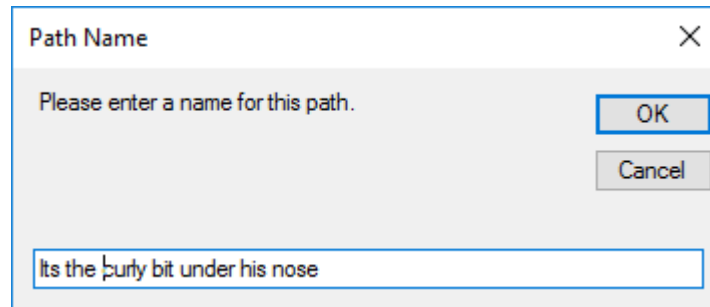 Path Name
Please enter a name for this path.
OK
Cancel
Its the curly bit under his nose